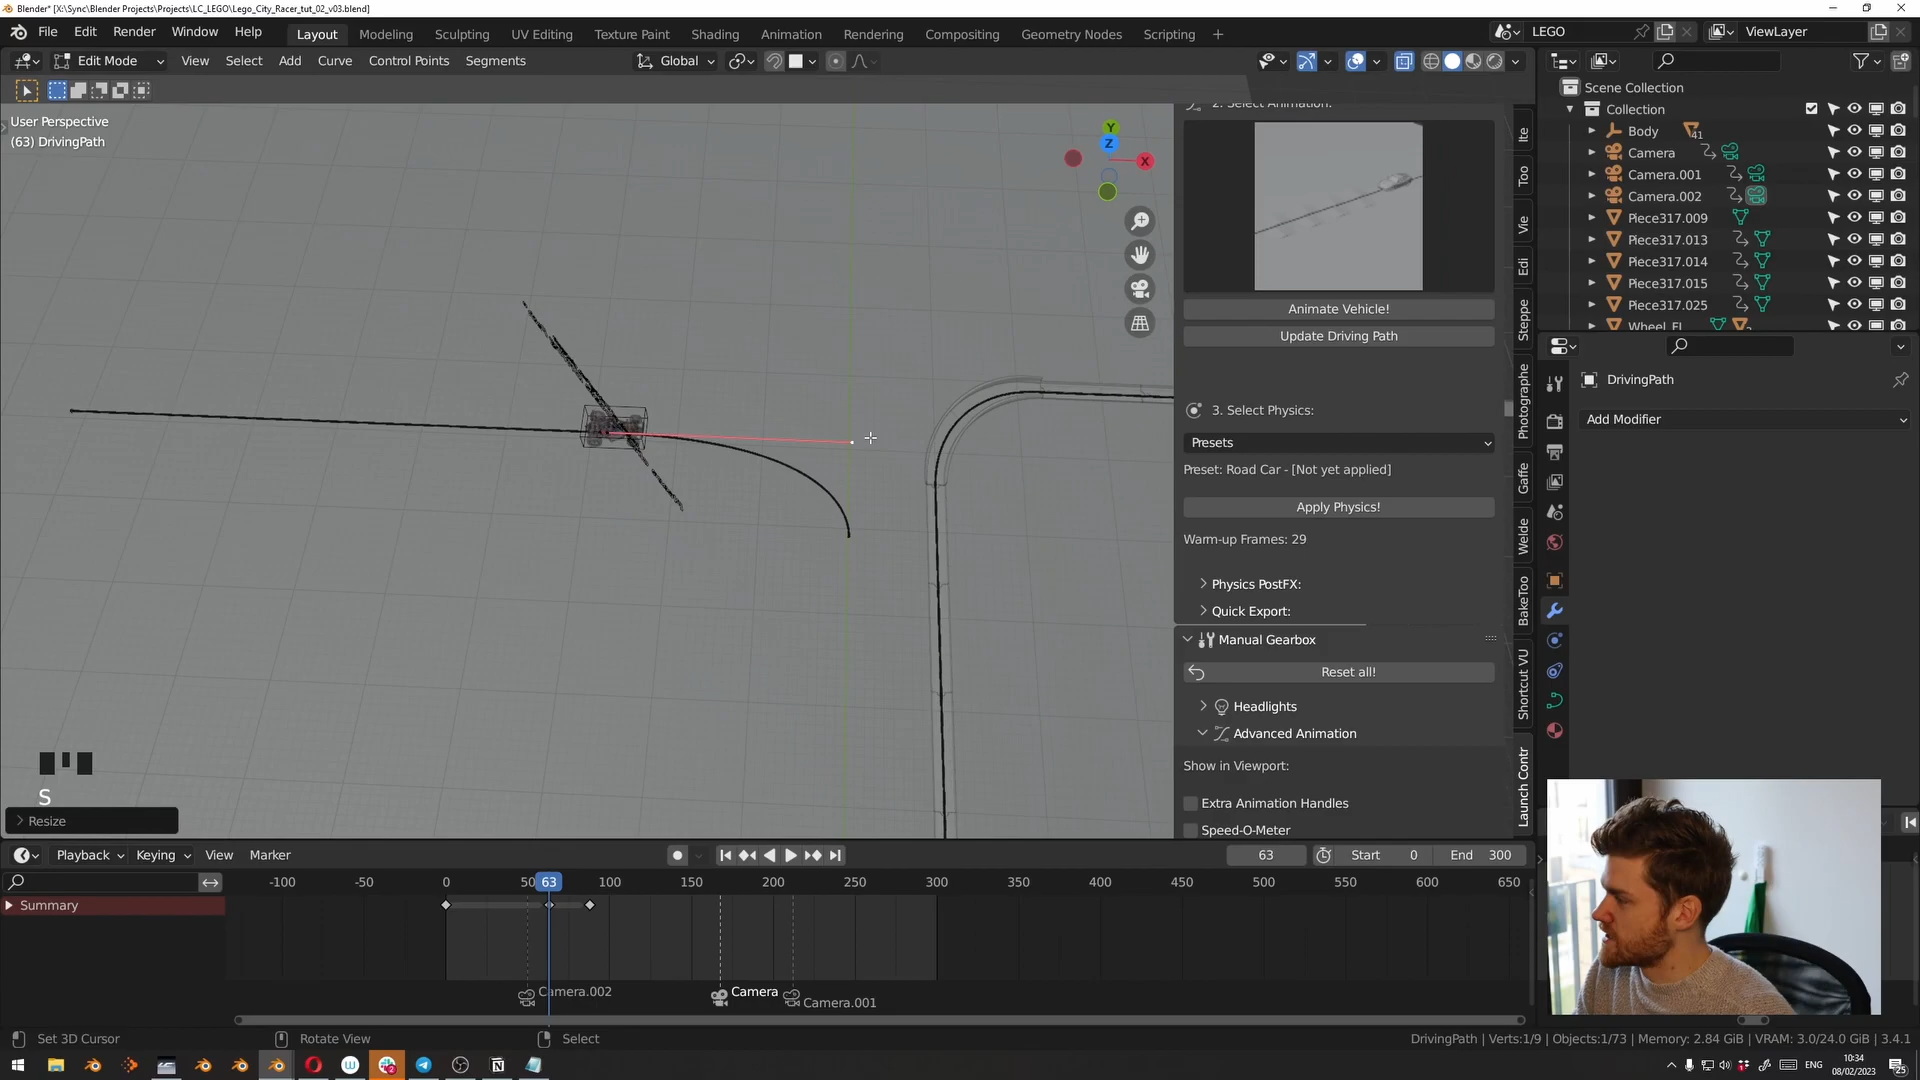 Blender* [X:\Sync\Blender Projects\Projects\LC_LEGO\Lego_City_Racer_tut_02_v03.blend]
File Edit Render Window Help Layout Modeling Sculpting UV Editing Texture Paint Shading Animation Rendering Compositing Geometry Nodes Scripting + LEGO ViewLayer
Edit Mode View Select Add Curve Control Points Segments Global
User Perspective
(63) DrivingPath
Y
Z
X
2. Select Animation:
Animate Vehicle!
Update Driving Path
3. Select Physics:
Presets
Preset: Road Car - [Not yet applied]
Apply Physics!
Warm-up Frames: 29
Physics PostFX:
Quick Export:
Manual Gearbox
Reset all!
Headlights
Advanced Animation
Show in Viewport:
Extra Animation Handles
Speed-O-Meter
Ite
Too
Vie
Edi
Steppe
Photographe
Gaffe
Welde
BakeToo
Shortcut VU
Launch Contr
Scene Collection
Collection
Body 41
Camera
Camera.001
Camera.002
Piece317.009
Piece317.013
Piece317.014
Piece317.015
Piece317.025
Wheel_FL
DrivingPath
Add Modifier
S
Resize
Playback Keying View Marker 63 Start 0 End 300
-100 -50 0 50 63 100 150 200 250 300 350 400 450 500 550 600 650
Summary
Camera.002 Camera Camera.001
Set 3D Cursor Rotate View Select DrivingPath | Verts:1/9 | Objects:1/73 | Memory: 2.84 GiB | VRAM: 3.0/24.0 GiB | 3.4.1
ENG 10:34
08/02/2023 25